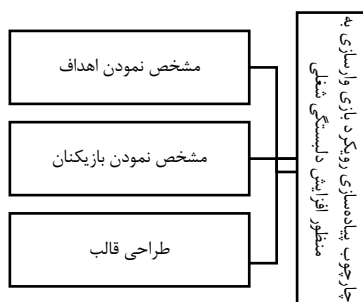 چارچوب پیاده‌سازی رویکرد بازی وارسازی به
منظور افزایش دلبستگی شغلی
مشخص نمودن اهداف
مشخص نمودن بازیکنان
طراحی قالب